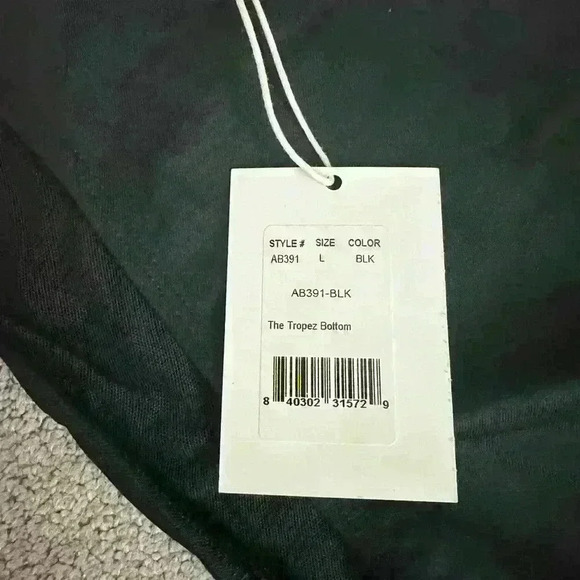 STYLE # SIZE COLOR
AB391 L BLK
AB391-BLK
The Tropez Bottom
8 40302 31572 9